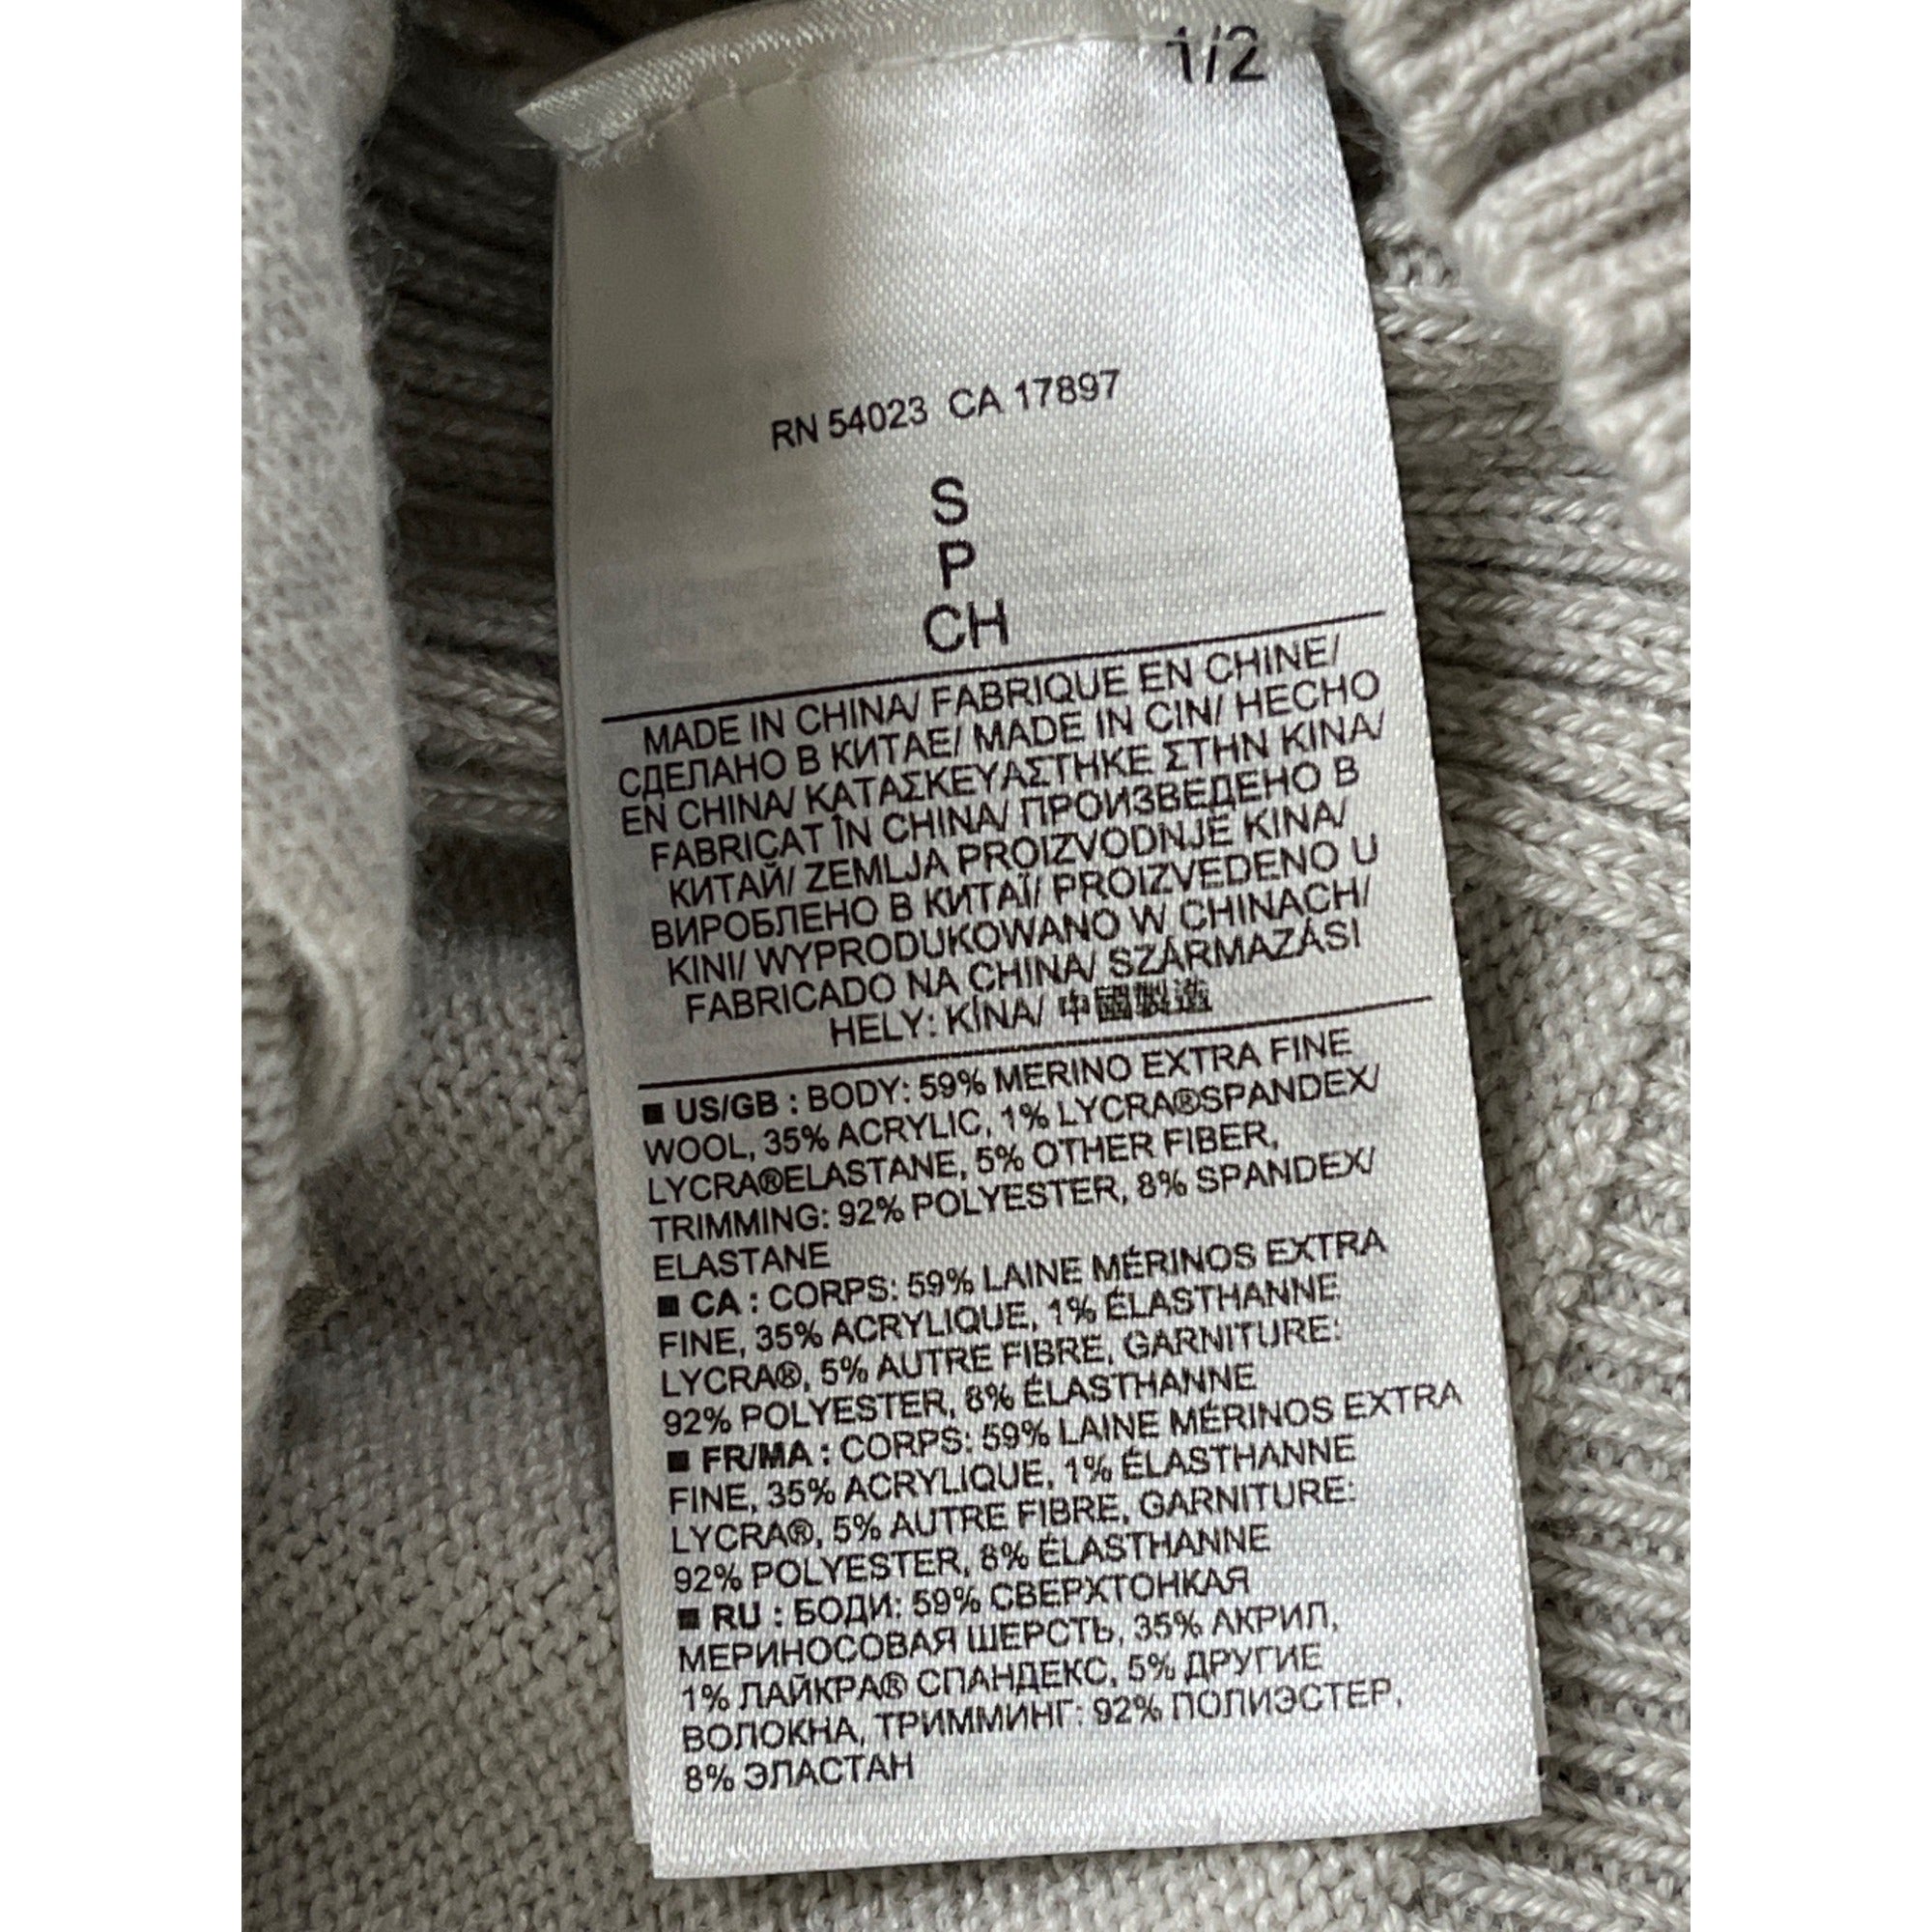 1/2
RN 54023 CA 17897
S
P
CH
MADE IN CHINA/ FABRIQUE EN CHINE/
СДЕЛАНО В КИТАЕ/ MADE IN CIN/ HECHO
EN CHINA/ ΚΑΤΑΣΚΕΥΑΣΤΗΚΕ ΣΤΗΝ ΚΙΝΑ/
FABRICAT ÎN CHINA/ ПРОИЗВЕДЕНО В
КИТАЙ/ ZEMLJA PROIZVODNJE KINA/
ВИРОБЛЕНО В КИТАЇ/ PROIZVEDENO U
KINI/ WYPRODUKOWANO W CHINACH/
FABRICADO NA CHINA/ SZÁRMAZÁSI
HELY: KÍNA/ 中國製造
■ US/GB : BODY: 59% MERINO EXTRA FINE
WOOL, 35% ACRYLIC, 1% LYCRA®SPANDEX/
LYCRA®ELASTANE, 5% OTHER FIBER,
TRIMMING: 92% POLYESTER, 8% SPANDEX/
ELASTANE
■ CA : CORPS: 59% LAINE MÉRINOS EXTRA
FINE, 35% ACRYLIQUE, 1% ÉLASTHANNE
LYCRA®, 5% AUTRE FIBRE, GARNITURE:
92% POLYESTER, 8% ÉLASTHANNE
■ FR/MA : CORPS: 59% LAINE MÉRINOS EXTRA
FINE, 35% ACRYLIQUE, 1% ÉLASTHANNE
LYCRA®, 5% AUTRE FIBRE, GARNITURE:
92% POLYESTER, 8% ÉLASTHANNE
■ RU : БОДИ: 59% СВЕРХТОНКАЯ
МЕРИНОСОВАЯ ШЕРСТЬ, 35% АКРИЛ,
1% ЛАЙКРА® СПАНДЕКС, 5% ДРУГИЕ
ВОЛОКНА, ТРИММИНГ: 92% ПОЛИЭСТЕР,
8% ЭЛАСТАН